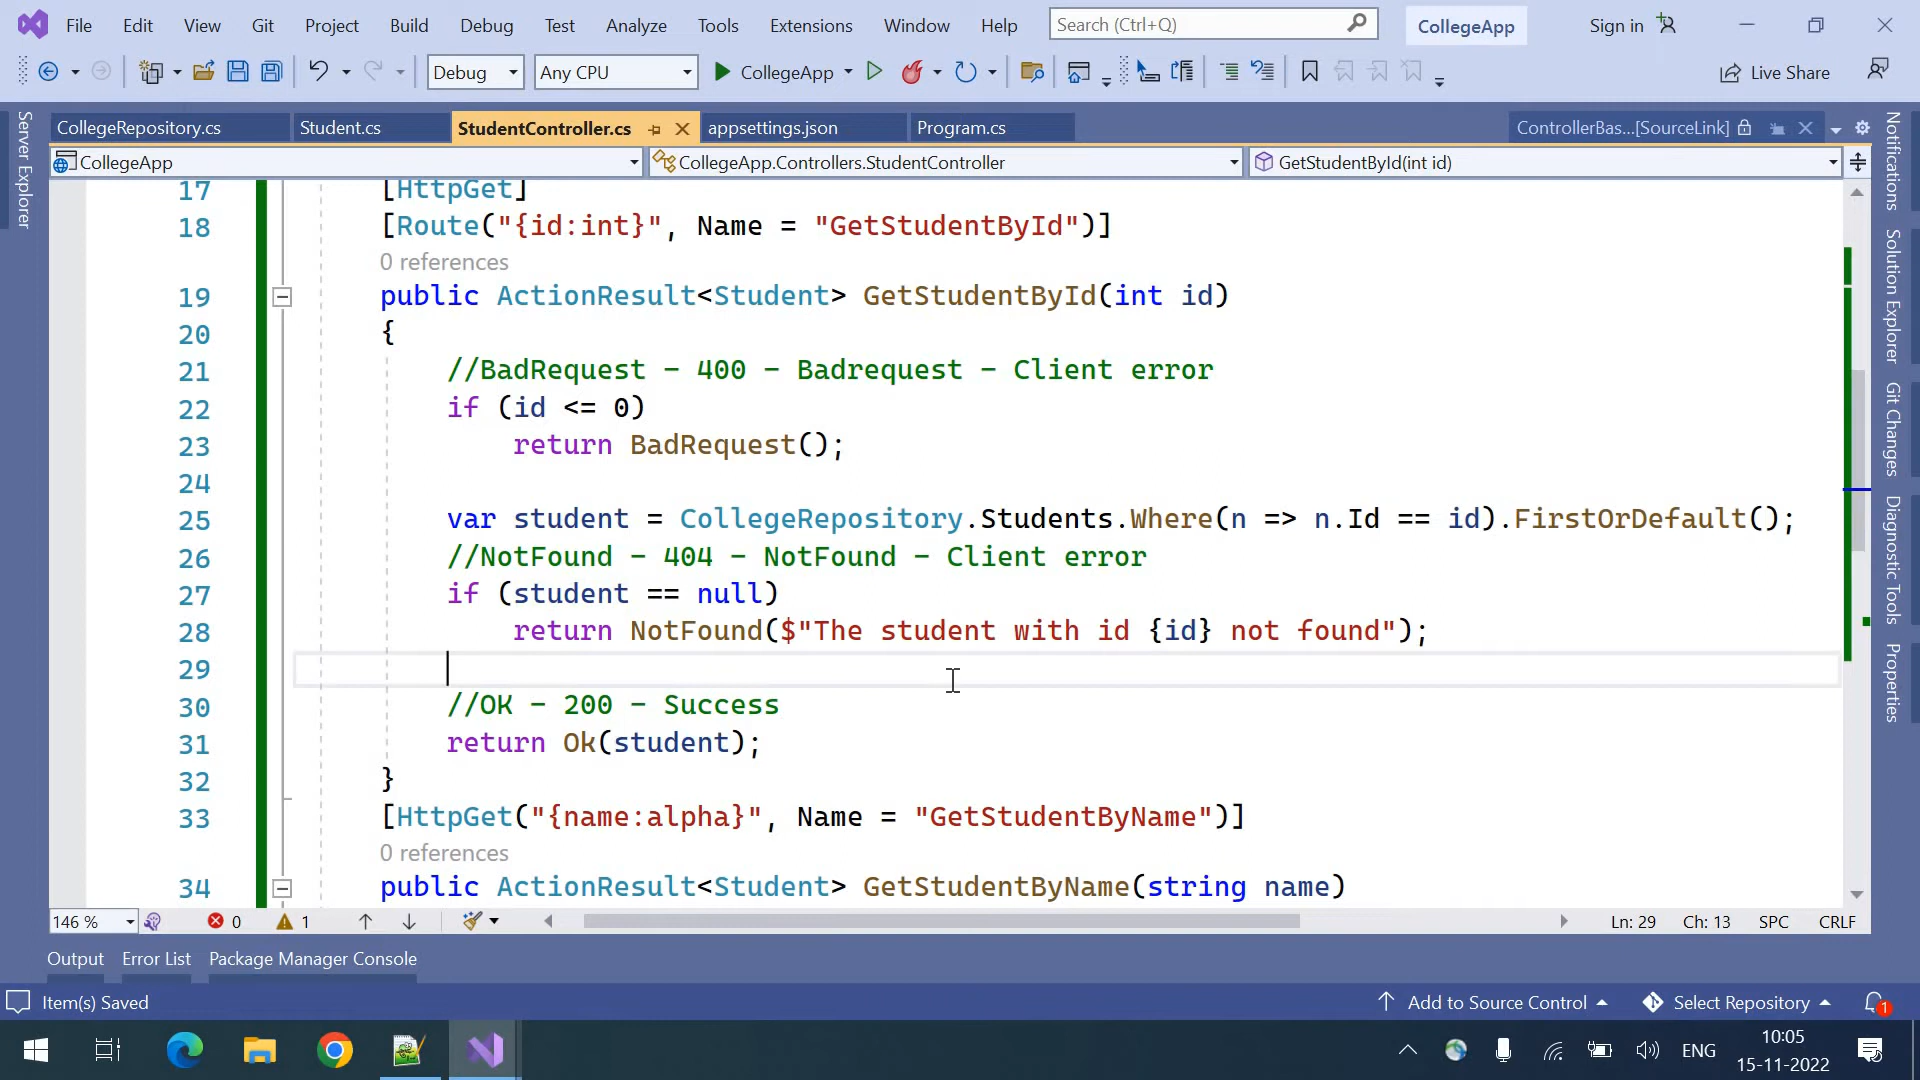 File Edit View Git Project Build Debug Test Analyze Tools Extensions Window Help Search (Ctrl+Q) CollegeApp Sign in
Debug Any CPU CollegeApp Live Share
CollegeRepository.cs Student.cs StudentController.cs appsettings.json Program.cs ControllerBas...[SourceLink]
CollegeApp CollegeApp.Controllers.StudentController GetStudentById(int id)
Server Explorer
Notifications
Solution Explorer
Git Changes
Diagnostic Tools
Properties
17 [HttpGet]
18 [Route("{id:int}", Name = "GetStudentById")]
0 references
19 public ActionResult<Student> GetStudentById(int id)
20 {
21 //BadRequest - 400 - Badrequest - Client error
22 if (id <= 0)
23 return BadRequest();
24
25 var student = CollegeRepository.Students.Where(n => n.Id == id).FirstOrDefault();
26 //NotFound - 404 - NotFound - Client error
27 if (student == null)
28 return NotFound($"The student with id {id} not found");
29
30 //OK - 200 - Success
31 return Ok(student);
32 }
33 [HttpGet("{name:alpha}", Name = "GetStudentByName")]
0 references
34 public ActionResult<Student> GetStudentByName(string name)
146 % 0 1 Ln: 29 Ch: 13 SPC CRLF
Output Error List Package Manager Console
Item(s) Saved Add to Source Control Select Repository 1
ENG 10:05
15-11-2022